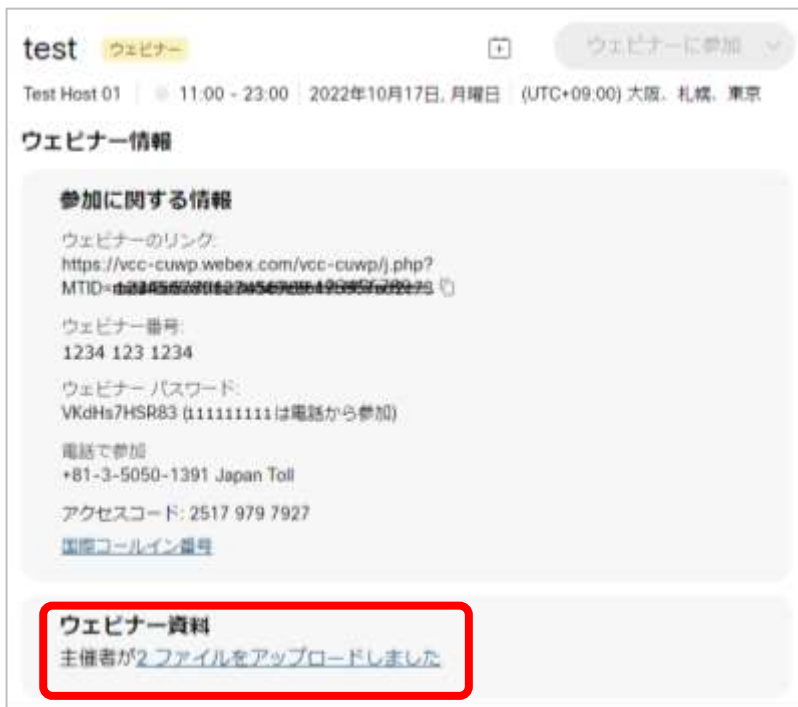 test ウェビナー ウェビナーに参加
Test Host 01 11:00 - 23:00 2022年10月17日, 月曜日 (UTC+09:00) 大阪、札幌、東京
ウェビナー情報
参加に関する情報
ウェビナーのリンク:
https://vcc-cuwp.webex.com/vcc-cuwp/j.php?
MTID=
ウェビナー番号:
1234 123 1234
ウェビナー パスワード:
VKdHs7HSR83 (111111111は電話から参加)
電話で参加
+81-3-5050-1391 Japan Toll
アクセスコード: 2517 979 7927
国際コールイン番号
ウェビナー資料
主催者が2 ファイルをアップロードしました